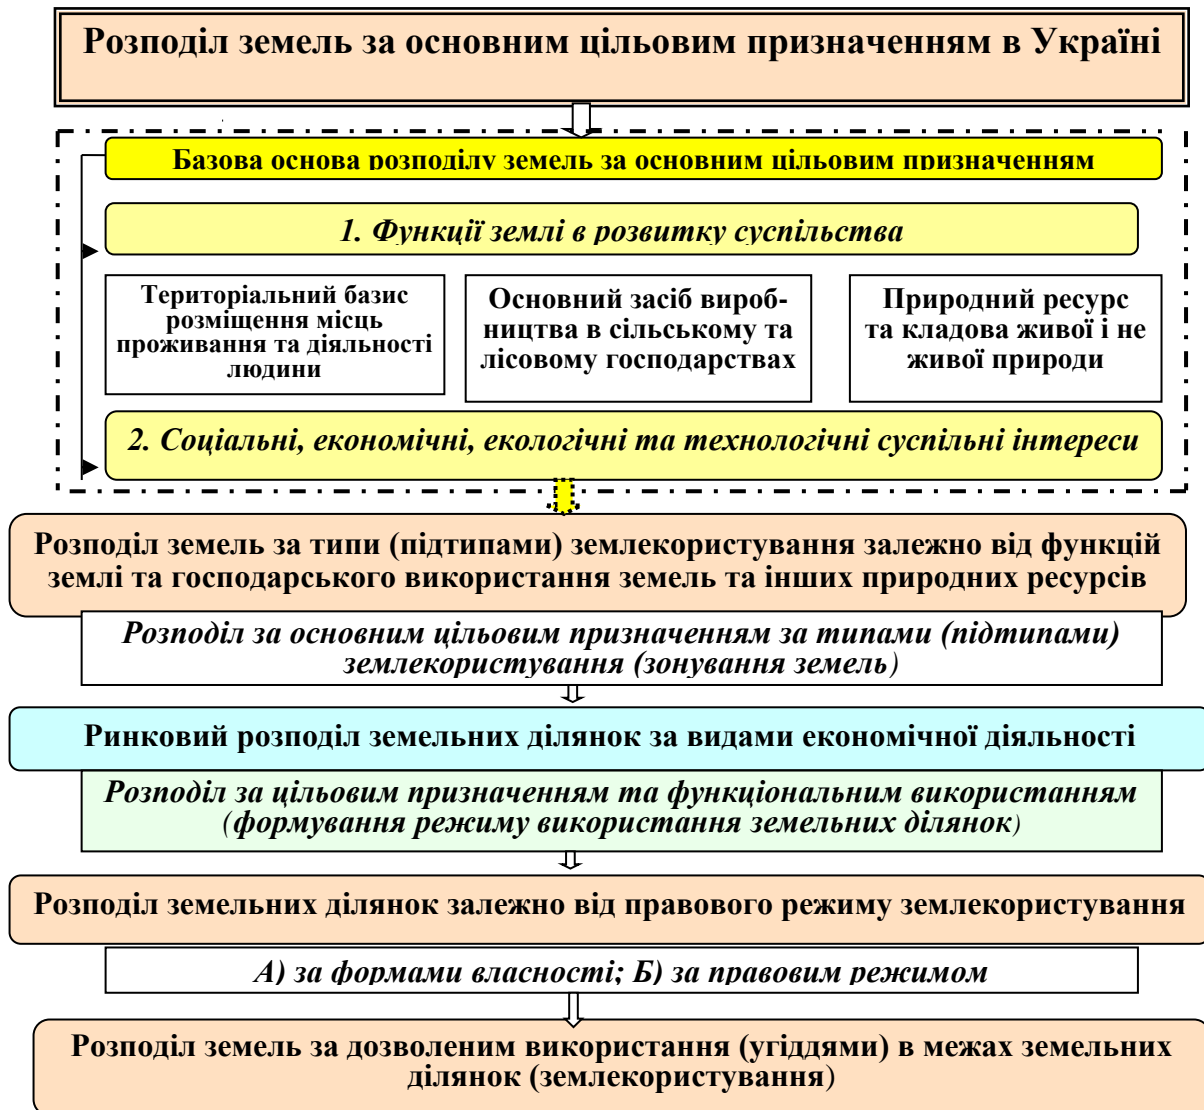 Розподіл земель за основним цільовим призначенням в Україні
Базова основа розподілу земель за основним цільовим призначенням
1. Функції землі в розвитку суспільства
Територіальний базис
розміщення місць
проживання та діяльності
людини
Основний засіб вироб-
ництва в сільському та
лісовому господарствах
Природний ресурс
та кладова живої і не
живої природи
2. Соціальні, економічні, екологічні та технологічні суспільні інтереси
Розподіл земель за типи (підтипами) землекористування залежно від функцій
землі та господарського використання земель та інших природних ресурсів
Розподіл за основним цільовим призначенням за типами (підтипами)
землекористування (зонування земель)
Ринковий розподіл земельних ділянок за видами економічної діяльності
Розподіл за цільовим призначенням та функціональним використанням
(формування режиму використання земельних ділянок)
Розподіл земельних ділянок залежно від правового режиму землекористування
А) за формами власності; Б) за правовим режимом
Розподіл земель за дозволеним використання (угіддями) в межах земельних
ділянок (землекористування)